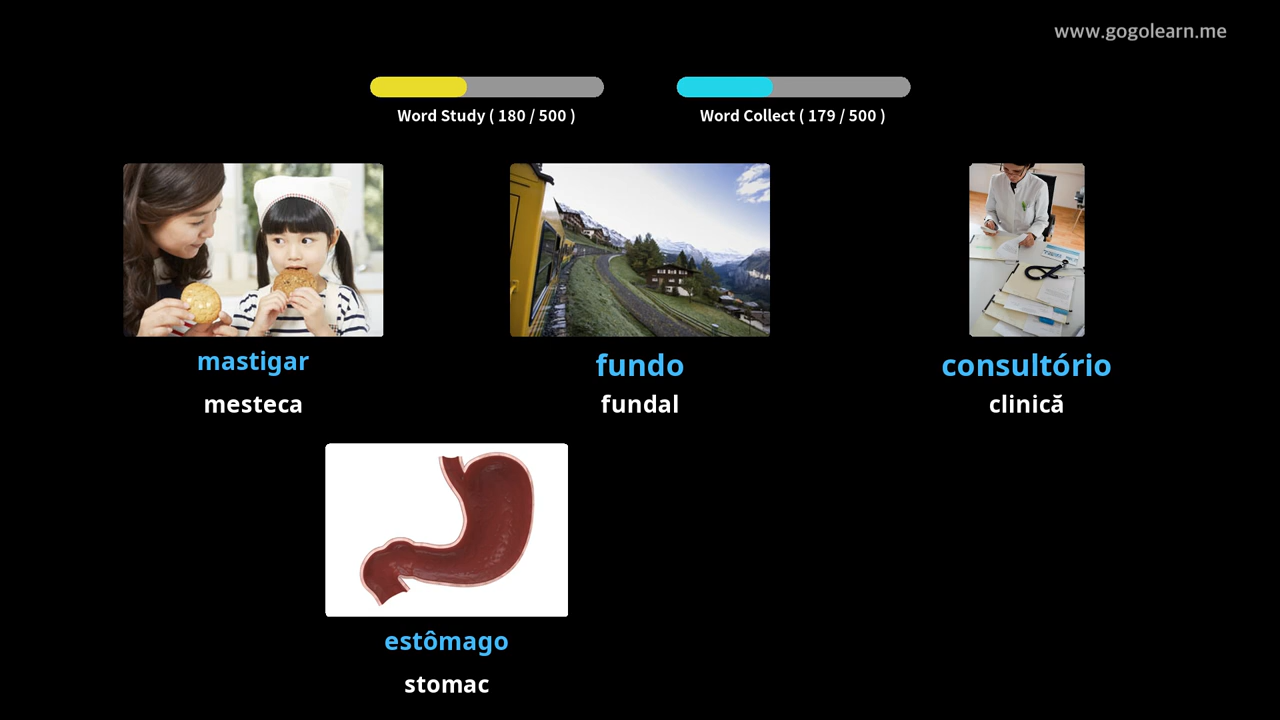 www.gogolearn.me
Word Study ( 180 / 500 )
Word Collect ( 179 / 500 )
mastigar
mesteca
fundo
fundal
consultório
clinică
estômago
stomac